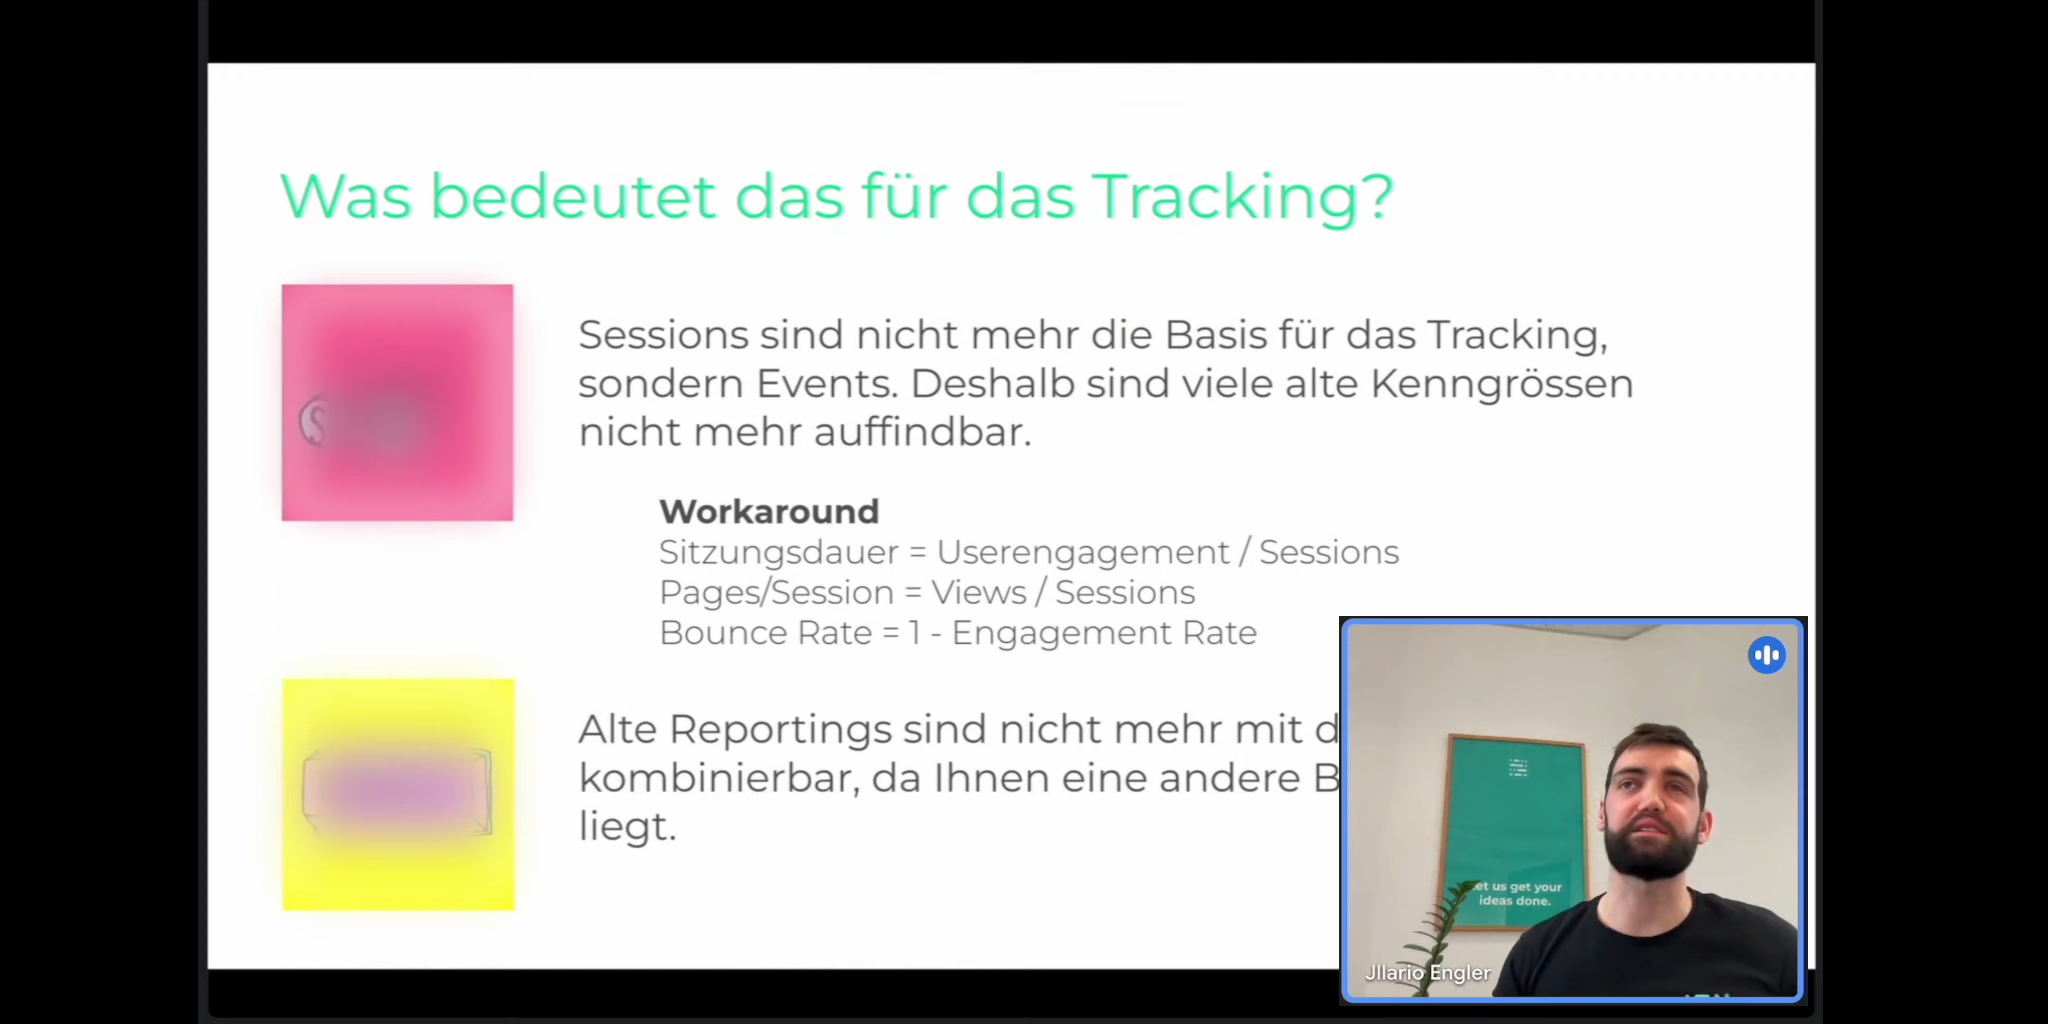 Was bedeutet das für das Tracking?
Sessions sind nicht mehr die Basis für das Tracking,
sondern Events. Deshalb sind viele alte Kenngrössen
nicht mehr auffindbar.
Workaround
Sitzungsdauer = Userengagement / Sessions
Pages/Session = Views / Sessions
Bounce Rate = 1 - Engagement Rate
Alte Reportings sind nicht mehr mit d
kombinierbar, da Ihnen eine andere B
liegt.
et us get your
ideas done.
Jllario Engler